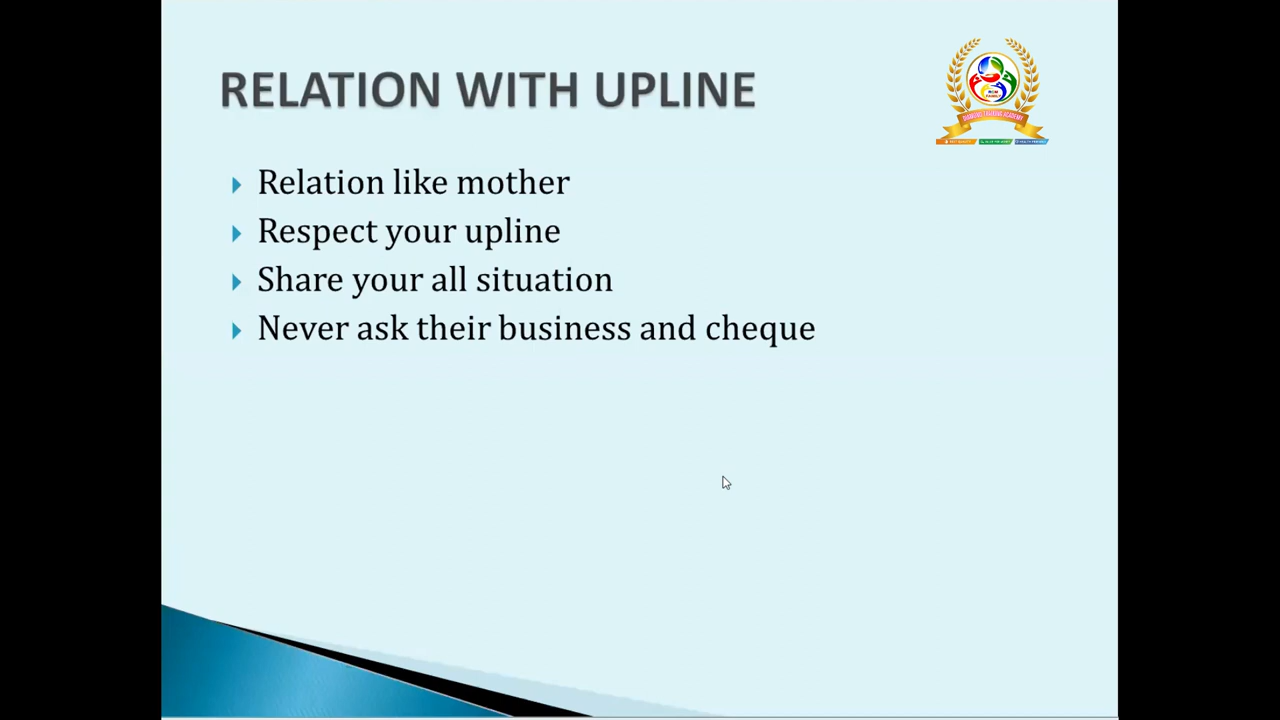 RELATION WITH UPLINE
Relation like mother
Respect your upline
Share your all situation
Never ask their business and cheque